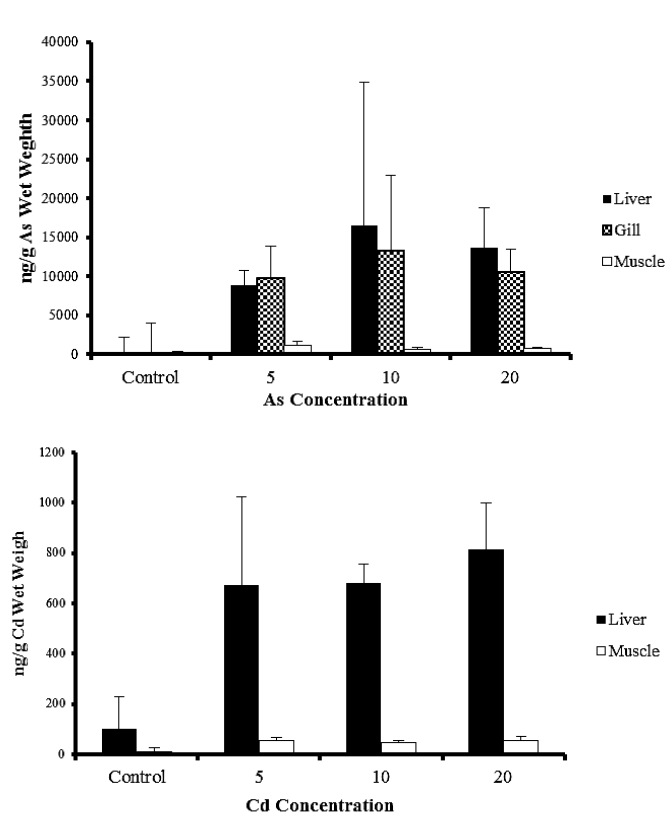 40000
35000
30000
25000
20000
15000
10000
5000
0
ng/g As Wet Weghth
Control 5 10 20
As Concentration
Liver
Gill
Muscle
1200
1000
800
600
400
200
0
ng/g Cd Wet Weigh
Control 5 10 20
Cd Concentration
Liver
Muscle